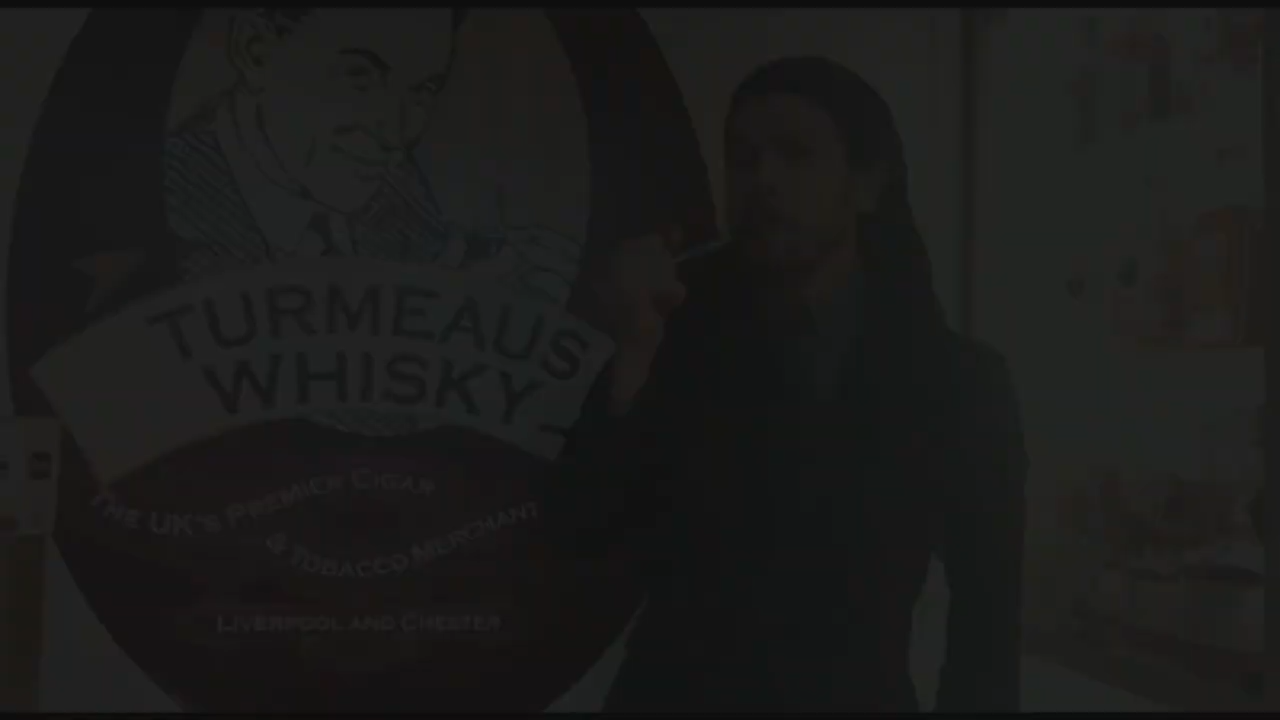 TURMEAUS
WHISKY
THE UK'S PREMIER CIGAR
& TOBACCO MERCHANT
LIVERPOOL AND CHESTER